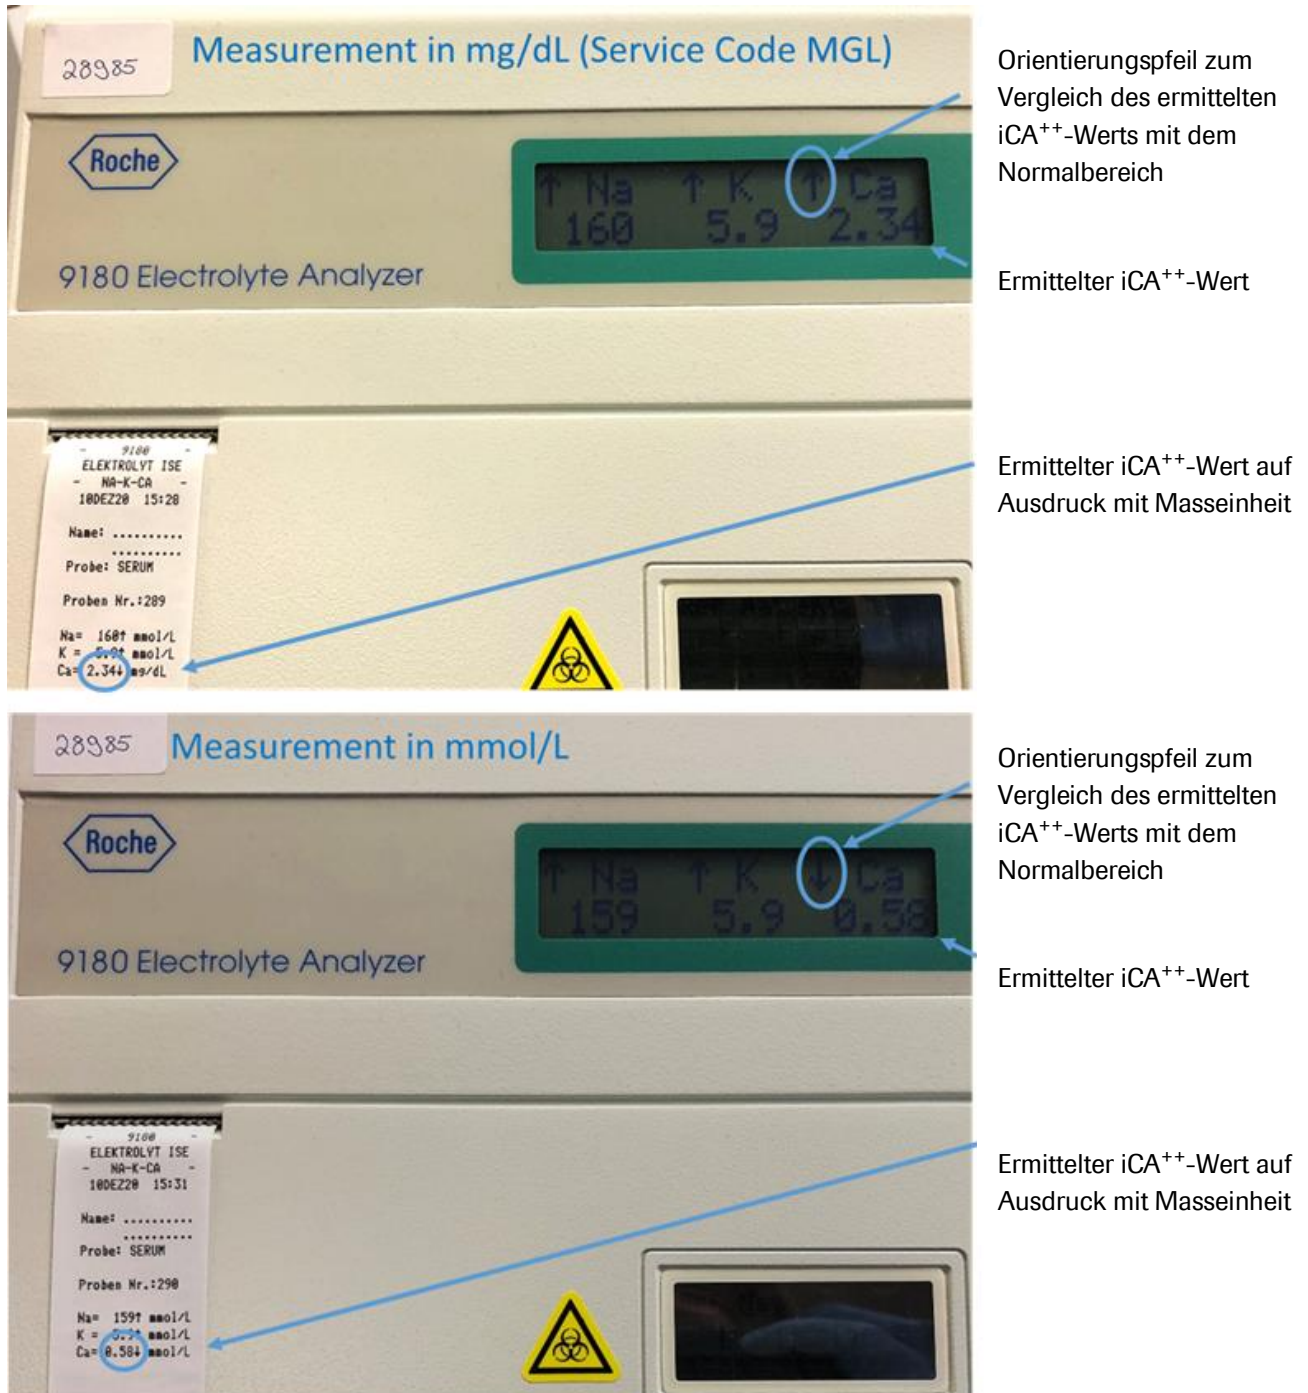 28985
Measurement in mg/dL (Service Code MGL)
Roche
↑ Na ↑ K ↑ Ca
160 5.9 2.34
9180 Electrolyte Analyzer
Orientierungspfeil zum
Vergleich des ermittelten
iCA++-Werts mit dem
Normalbereich
Ermittelter iCA++-Wert
- 9180 -
ELEKTROLYT ISE
- NA-K-CA -
10DEZ20 15:28
Name: ..........
..........
Probe: SERUM
Proben Nr.:289
Na= 160↑ mmol/L
K = 5.9↑ mmol/L
Ca= 2.34↓ mg/dL
Ermittelter iCA++-Wert auf
Ausdruck mit Masseinheit
28985
Measurement in mmol/L
Roche
↑ Na ↑ K ↓ Ca
159 5.9 0.58
9180 Electrolyte Analyzer
Orientierungspfeil zum
Vergleich des ermittelten
iCA++-Werts mit dem
Normalbereich
Ermittelter iCA++-Wert
- 9180 -
ELEKTROLYT ISE
- NA-K-CA -
10DEZ20 15:31
Name: ..........
..........
Probe: SERUM
Proben Nr.:290
Na= 159↑ mmol/L
K = 5.9↑ mmol/L
Ca= 0.58↓ mmol/L
Ermittelter iCA++-Wert auf
Ausdruck mit Masseinheit